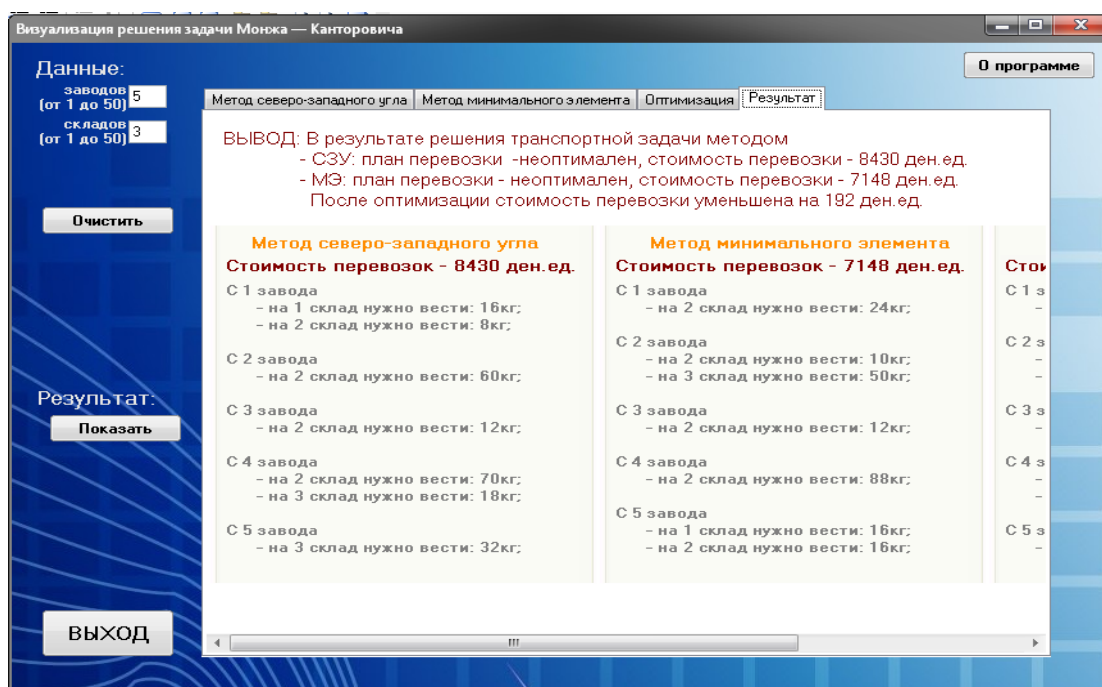 Визуализация решения задачи Монжа — Канторовича
О программе
Данные:
заводов
(от 1 до 50) 5
складов
(от 1 до 50) 3
Очистить
Результат:
Показать
ВЫХОД
Метод северо-западного угла Метод минимального элемента Оптимизация Результат
ВЫВОД: В результате решения транспортной задачи методом
- СЗУ: план перевозки -неоптимален, стоимость перевозки - 8430 ден.ед.
- МЭ: план перевозки - неоптимален, стоимость перевозки - 7148 ден.ед.
После оптимизации стоимость перевозки уменьшена на 192 ден.ед.
Метод северо-западного угла
Стоимость перевозок - 8430 ден.ед.
С 1 завода
- на 1 склад нужно вести: 16кг;
- на 2 склад нужно вести: 8кг;
С 2 завода
- на 2 склад нужно вести: 60кг;
С 3 завода
- на 2 склад нужно вести: 12кг;
С 4 завода
- на 2 склад нужно вести: 70кг;
- на 3 склад нужно вести: 18кг;
С 5 завода
- на 3 склад нужно вести: 32кг;
Метод минимального элемента
Стоимость перевозок - 7148 ден.ед.
С 1 завода
- на 2 склад нужно вести: 24кг;
С 2 завода
- на 2 склад нужно вести: 10кг;
- на 3 склад нужно вести: 50кг;
С 3 завода
- на 2 склад нужно вести: 12кг;
С 4 завода
- на 2 склад нужно вести: 88кг;
С 5 завода
- на 1 склад нужно вести: 16кг;
- на 2 склад нужно вести: 16кг;
С 1 з
-
С 2 з
-
-
С 3 з
-
С 4 з
-
-
С 5 з
-